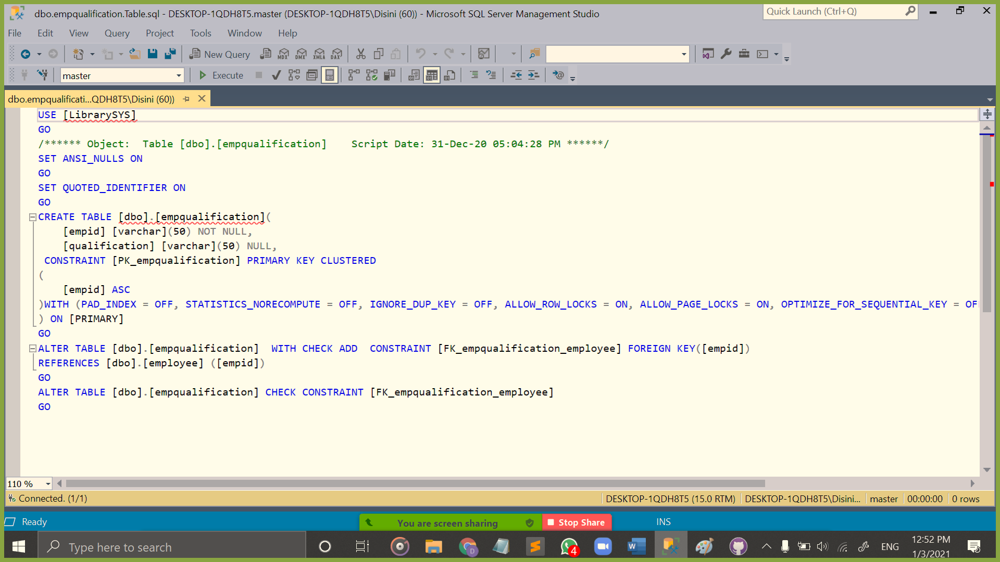 dbo.empqualification.Table.sql - DESKTOP-1QDH8T5.master (DESKTOP-1QDH8T5\Disini (60)) - Microsoft SQL Server Management Studio
Quick Launch (Ctrl+Q)
File Edit View Query Project Tools Window Help
New Query MDX DMX XMLA DAX
master Execute
dbo.empqualificati...QDH8T5\Disini (60))
USE [LibrarySYS]
GO
/****** Object:  Table [dbo].[empqualification]    Script Date: 31-Dec-20 05:04:28 PM ******/
SET ANSI_NULLS ON
GO
SET QUOTED_IDENTIFIER ON
GO
CREATE TABLE [dbo].[empqualification](
    [empid] [varchar](50) NOT NULL,
    [qualification] [varchar](50) NULL,
 CONSTRAINT [PK_empqualification] PRIMARY KEY CLUSTERED
(
    [empid] ASC
)WITH (PAD_INDEX = OFF, STATISTICS_NORECOMPUTE = OFF, IGNORE_DUP_KEY = OFF, ALLOW_ROW_LOCKS = ON, ALLOW_PAGE_LOCKS = ON, OPTIMIZE_FOR_SEQUENTIAL_KEY = OF
) ON [PRIMARY]
GO
ALTER TABLE [dbo].[empqualification]  WITH CHECK ADD  CONSTRAINT [FK_empqualification_employee] FOREIGN KEY([empid])
REFERENCES [dbo].[employee] ([empid])
GO
ALTER TABLE [dbo].[empqualification] CHECK CONSTRAINT [FK_empqualification_employee]
GO
110 %
Connected. (1/1) DESKTOP-1QDH8T5 (15.0 RTM) DESKTOP-1QDH8T5\Disini... master 00:00:00 0 rows
Ready You are screen sharing Stop Share INS
Type here to search D 4 W ENG 12:52 PM
1/3/2021